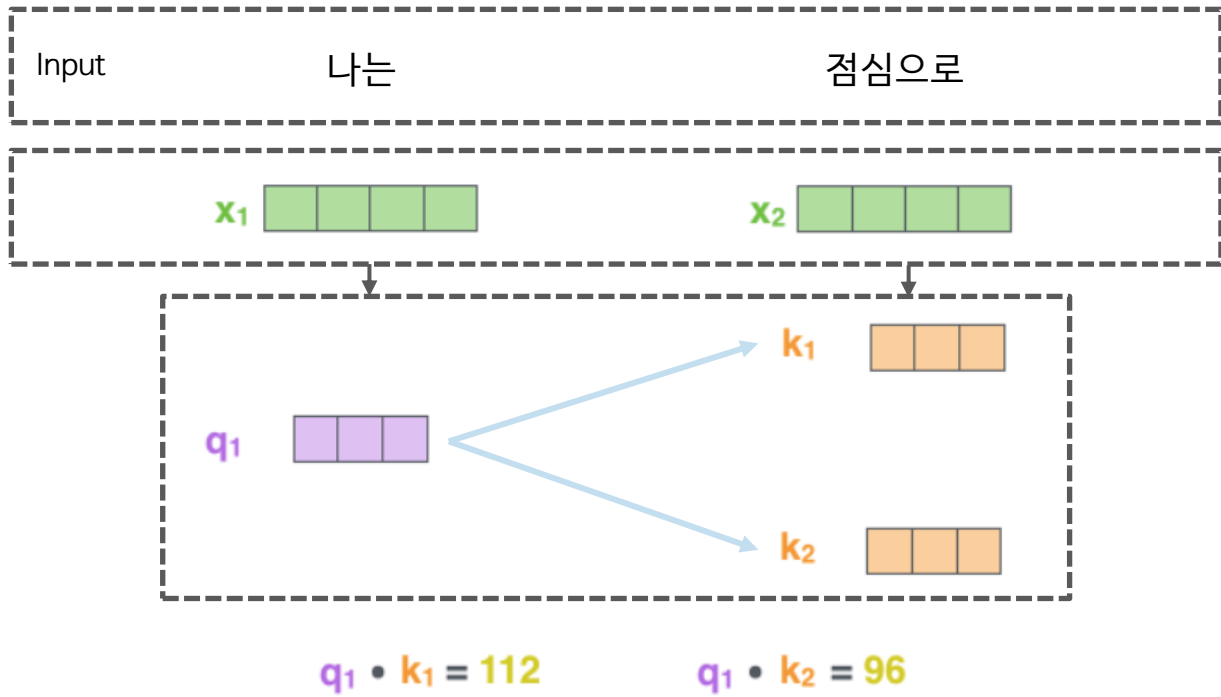 Input 나는 점심으로
x₁ x₂
k₁
q₁
k₂
q₁ • k₁ = 112 q₁ • k₂ = 96